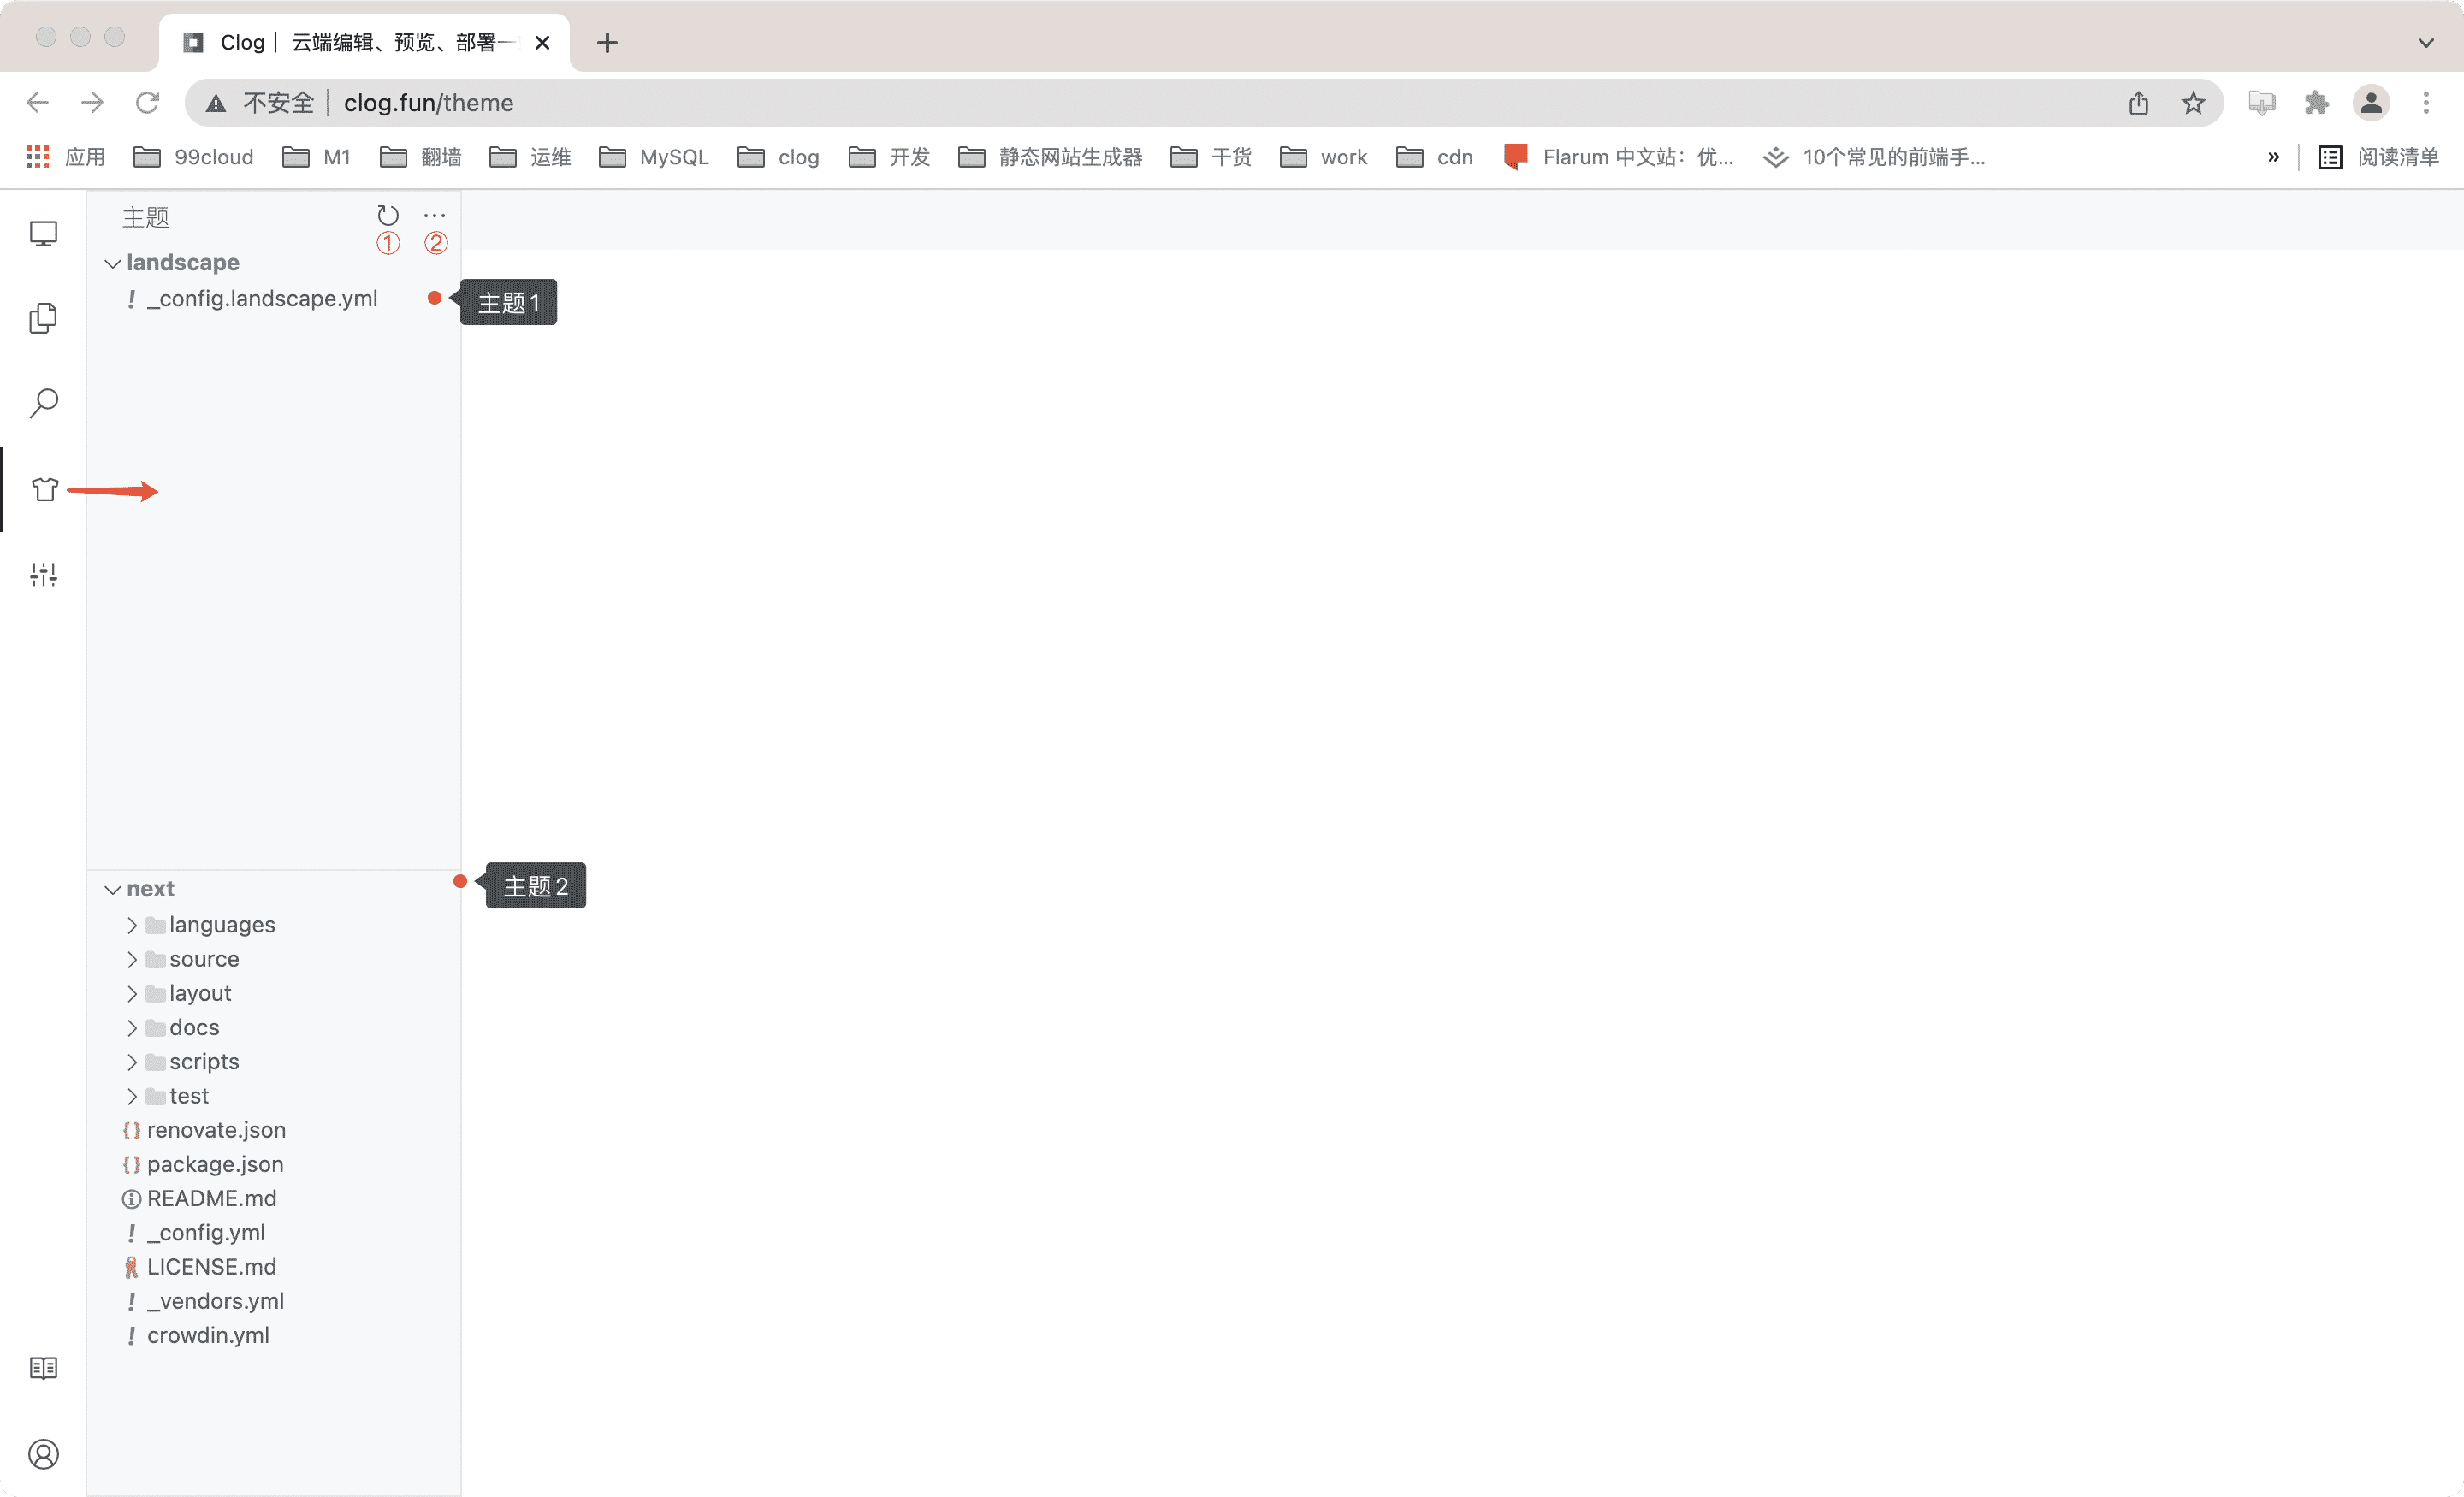 Clog | 云端编辑、预览、部署一
不安全 | clog.fun/theme
应用 99cloud M1 翻墙 运维 MySQL clog 开发 静态网站生成器 干货 work cdn Flarum 中文站：优... 10个常见的前端手... » 阅读清单
主题
① ②
landscape
! _config.landscape.yml
主题1
next
主题2
languages
source
layout
docs
scripts
test
{} renovate.json
{} package.json
README.md
! _config.yml
LICENSE.md
! _vendors.yml
! crowdin.yml